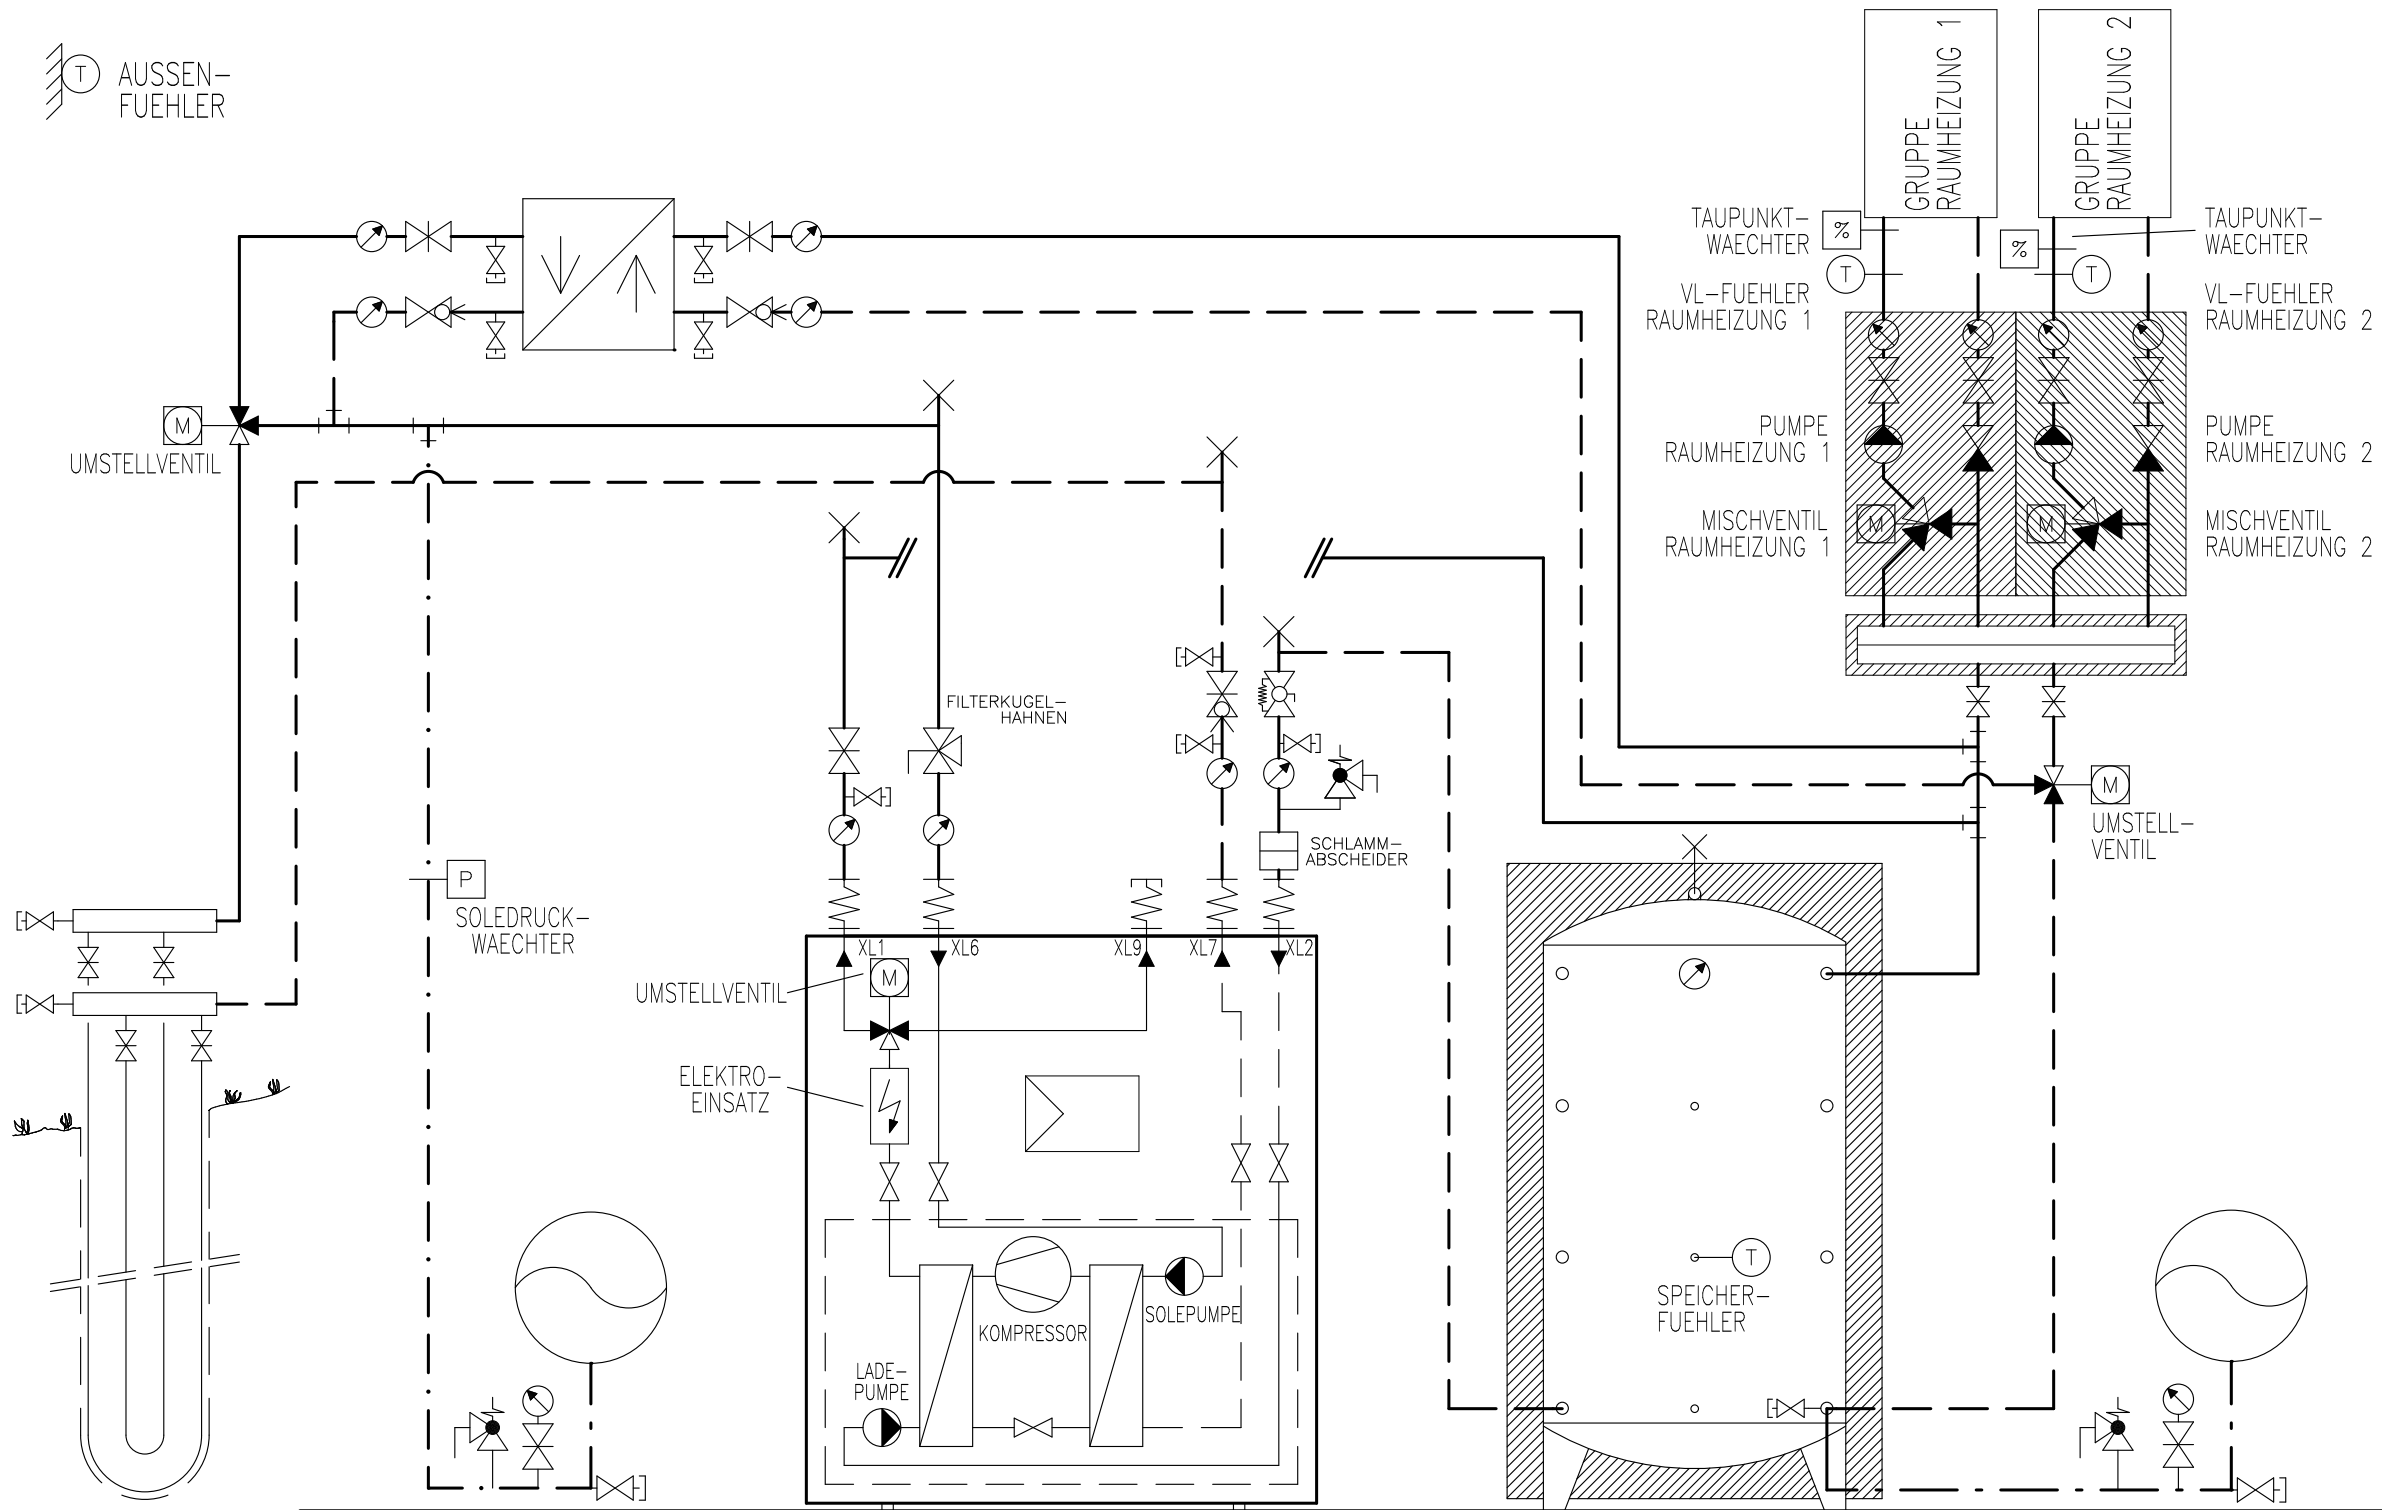 T
AUSSEN-
FUEHLER
GRUPPE
RAUMHEIZUNG 1
GRUPPE
RAUMHEIZUNG 2
TAUPUNKT-
WAECHTER
%
T
VL-FUEHLER
RAUMHEIZUNG 1
%
T
TAUPUNKT-
WAECHTER
VL-FUEHLER
RAUMHEIZUNG 2
M
UMSTELLVENTIL
PUMPE
RAUMHEIZUNG 1
PUMPE
RAUMHEIZUNG 2
MISCHVENTIL
RAUMHEIZUNG 1
M
M
MISCHVENTIL
RAUMHEIZUNG 2
FILTERKUGEL-
HAHNEN
M
UMSTELL-
VENTIL
SCHLAMM-
ABSCHEIDER
P
SOLEDRUCK-
WAECHTER
XL1
XL6
XL9
XL7
XL2
M
UMSTELLVENTIL
ELEKTRO-
EINSATZ
T
SPEICHER-
FUEHLER
SOLEPUMPE
KOMPRESSOR
LADE-
PUMPE